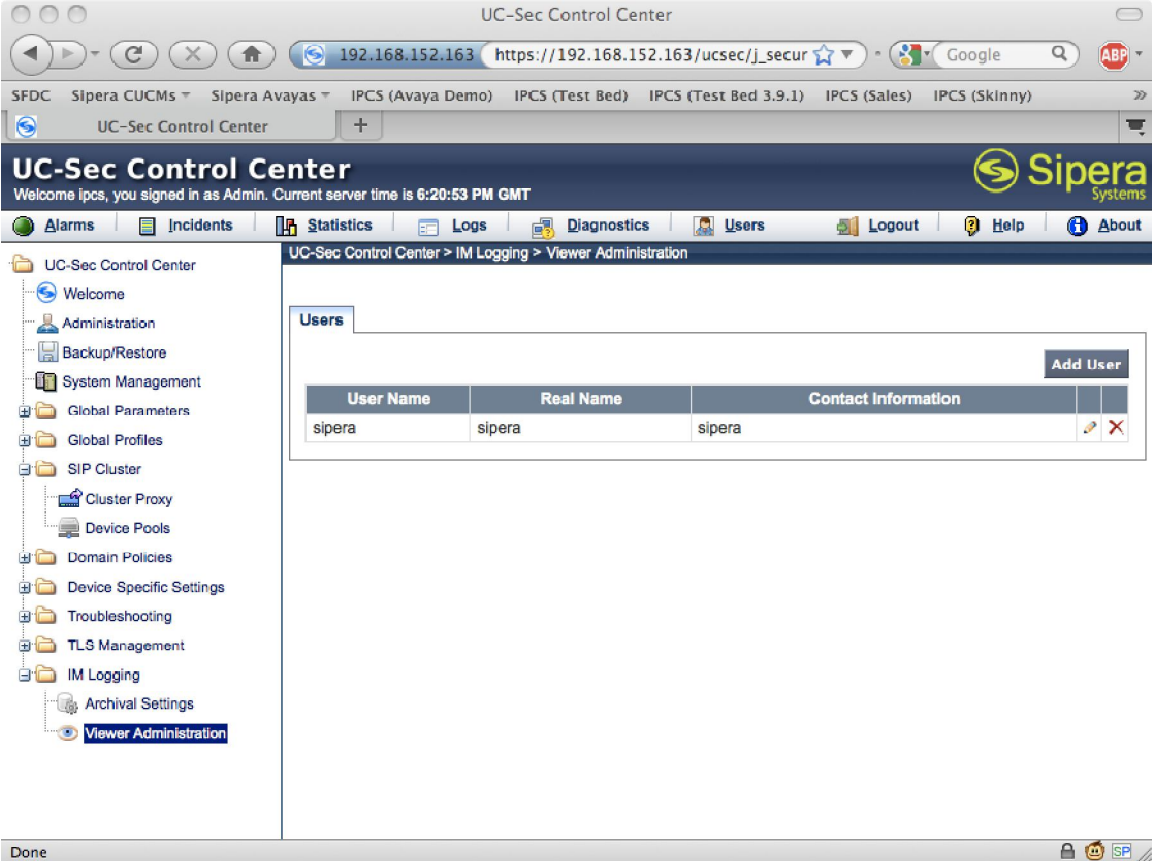 UC-Sec Control Center
192.168.152.163 https://192.168.152.163/ucsec/j_secur Google ABP
SFDC Sipera CUCMs Sipera Avayas IPCS (Avaya Demo) IPCS (Test Bed) IPCS (Test Bed 3.9.1) IPCS (Sales) IPCS (Skinny)
UC-Sec Control Center
UC-Sec Control Center
Welcome ipcs, you signed in as Admin. Current server time is 6:20:53 PM GMT
Sipera
Systems
Alarms Incidents Statistics Logs Diagnostics Users Logout Help About
UC-Sec Control Center
Welcome
Administration
Backup/Restore
System Management
Global Parameters
Global Profiles
SIP Cluster
Cluster Proxy
Device Pools
Domain Policies
Device Specific Settings
Troubleshooting
TLS Management
IM Logging
Archival Settings
Viewer Administration
UC-Sec Control Center > IM Logging > Viewer Administration
Users
Add User
User Name Real Name Contact Information
sipera sipera sipera
Done SP